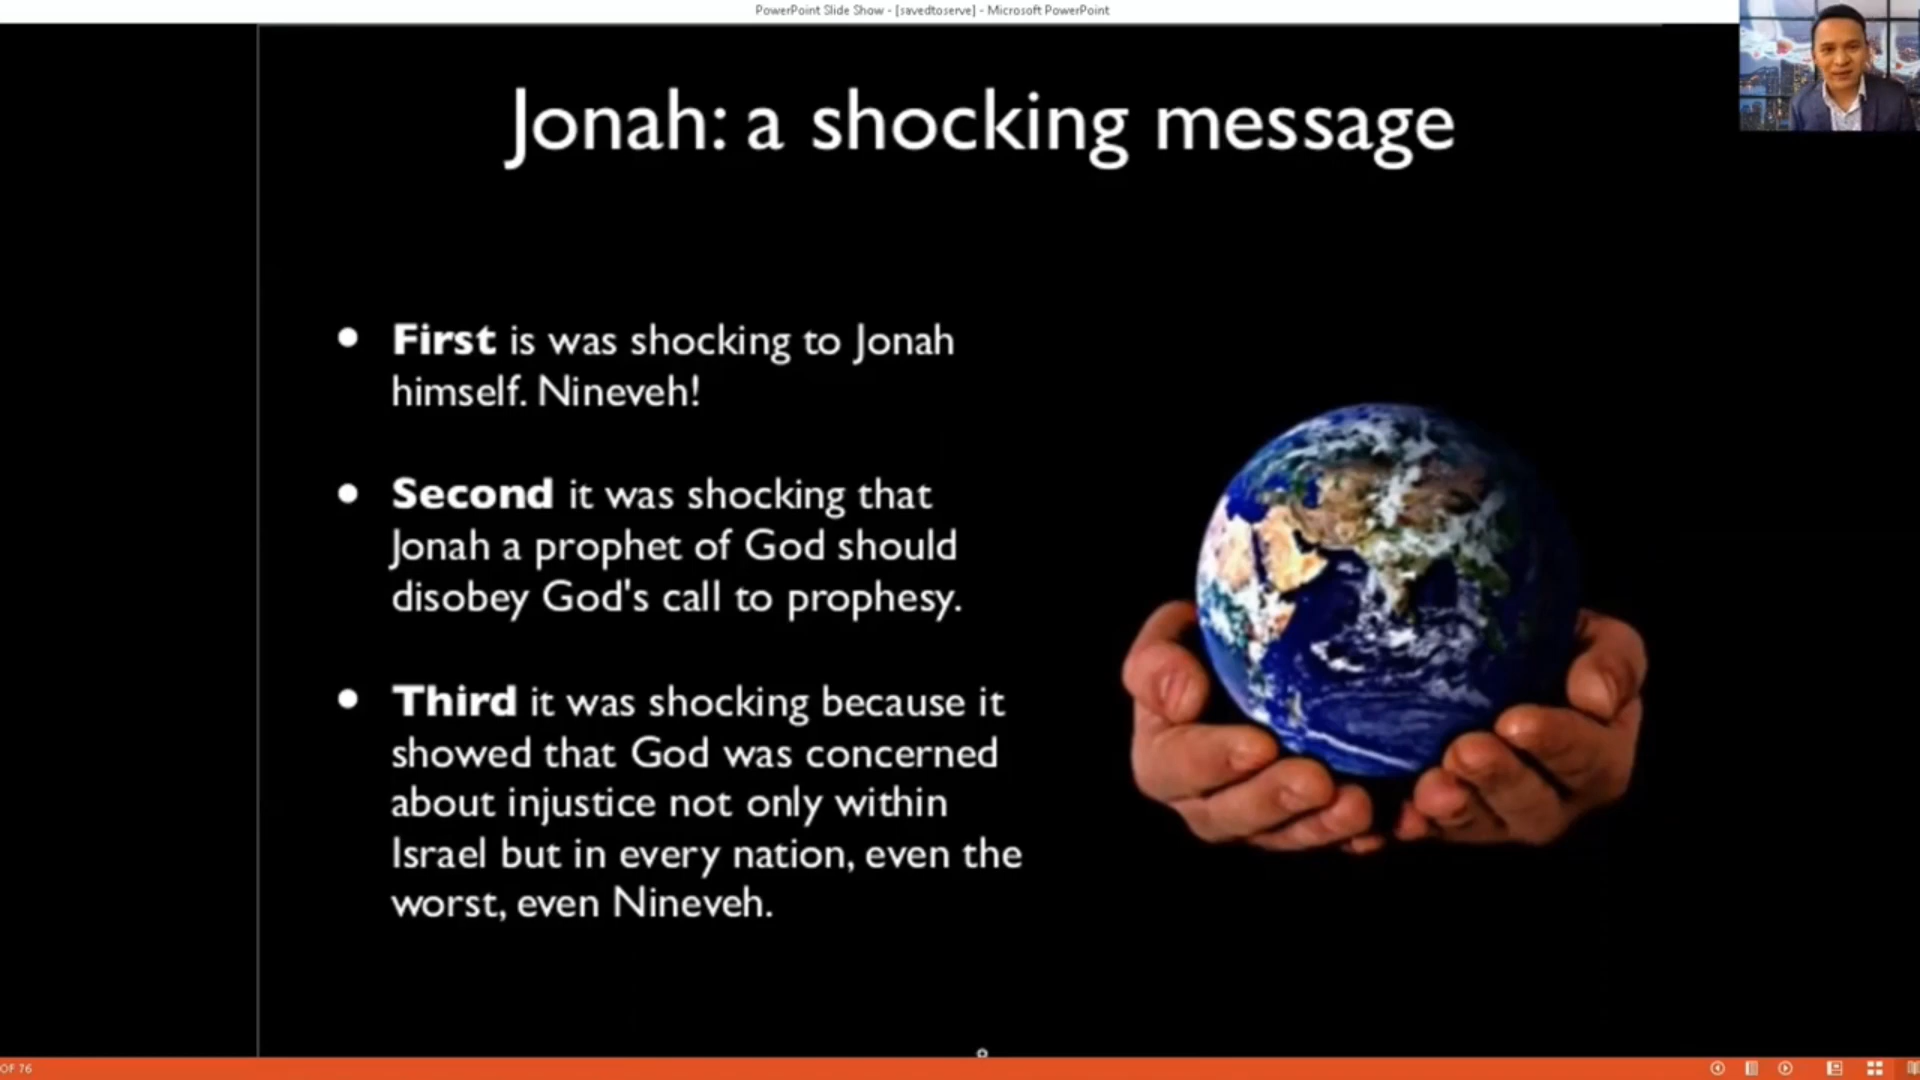 PowerPoint Slide Show - [savedtoserve] - Microsoft PowerPoint
Jonah: a shocking message
• First is was shocking to Jonah
himself. Nineveh!
• Second it was shocking that
Jonah a prophet of God should
disobey God's call to prophesy.
• Third it was shocking because it
showed that God was concerned
about injustice not only within
Israel but in every nation, even the
worst, even Nineveh.
OF 76